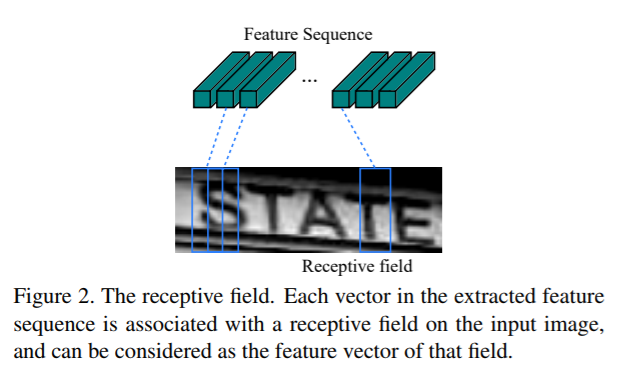 Feature Sequence
...
STATE
Receptive field
Figure 2. The receptive field. Each vector in the extracted feature
sequence is associated with a receptive field on the input image,
and can be considered as the feature vector of that field.